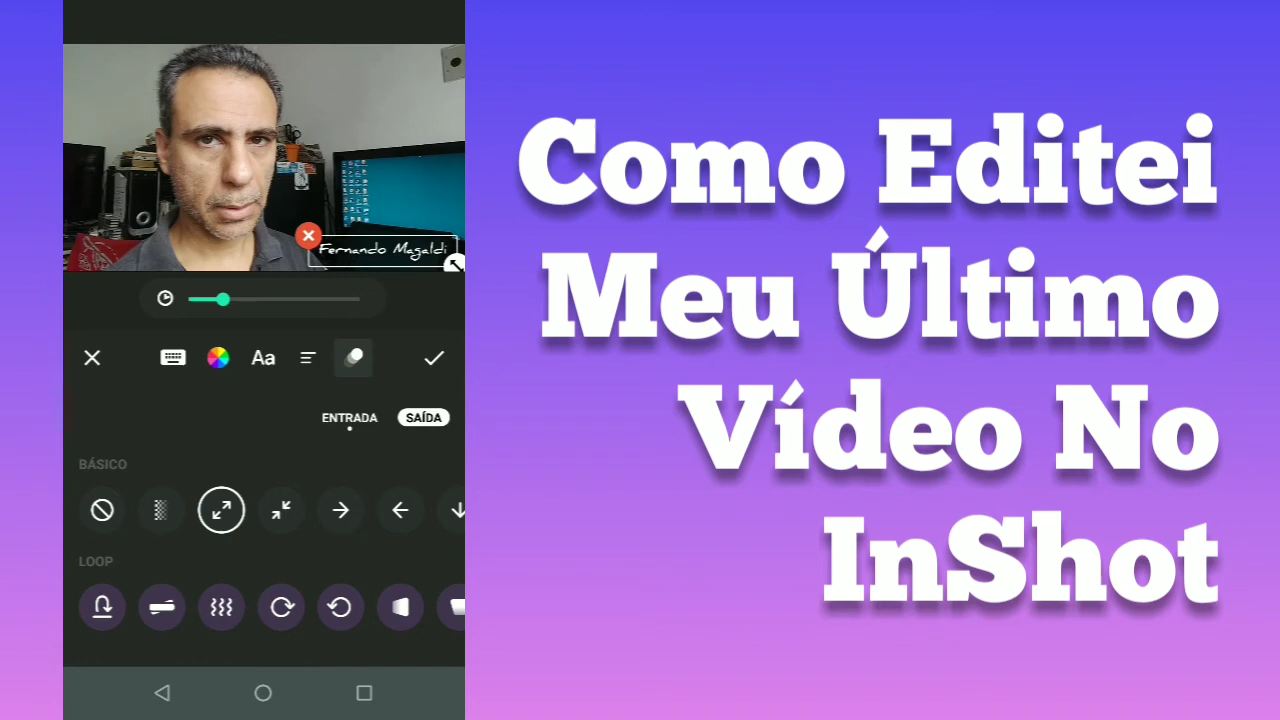 Fernando Magaldi
Aa
ENTRADA
SAÍDA
BÁSICO
LOOP
Como Editei
Meu Último
Vídeo No
InShot